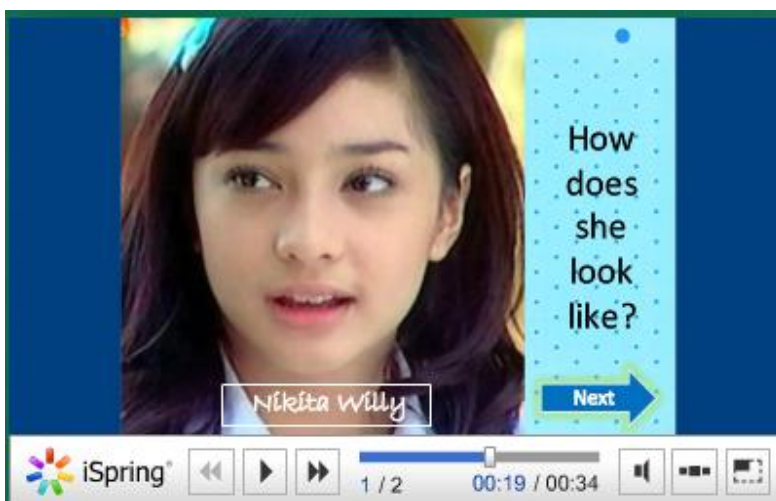 How
does
she
look
like?
Nikita Willy
Next
iSpring®
1 / 2
00:19 / 00:34